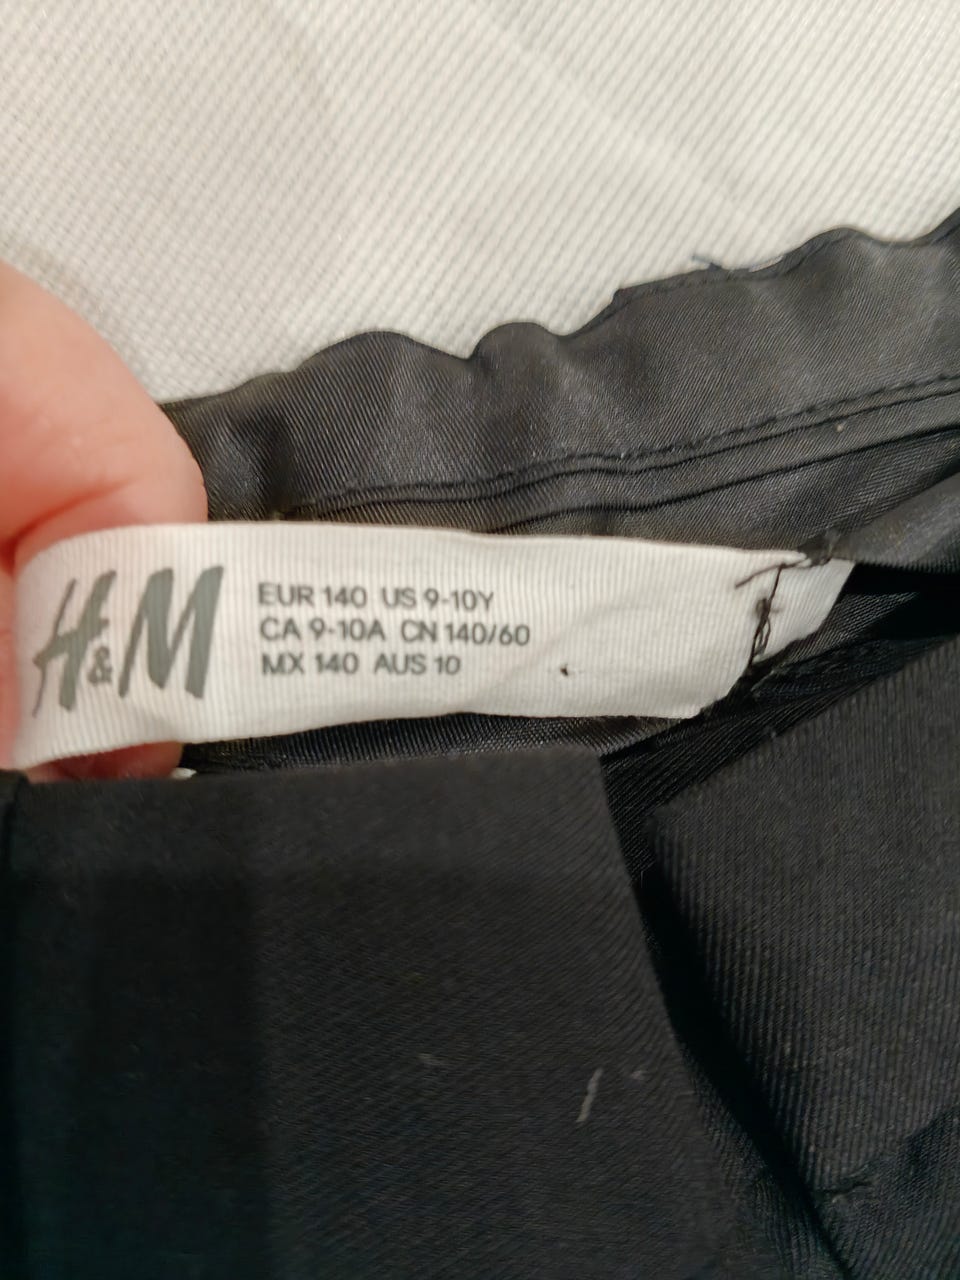 H&M
EUR 140 US 9-10Y
CA 9-10A CN 140/60
MX 140 AUS 10